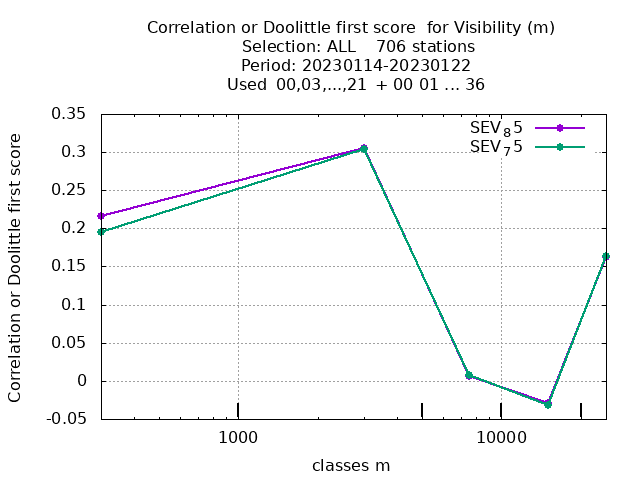 Correlation or Doolittle first score  for Visibility (m)
Selection: ALL    706 stations
Period: 20230114-20230122
Used  00,03,...,21  + 00 01 ... 36
SEV₈5
SEV₇5
Correlation or Doolittle first score
0.35
0.3
0.25
0.2
0.15
0.1
0.05
0
-0.05
1000
10000
classes m